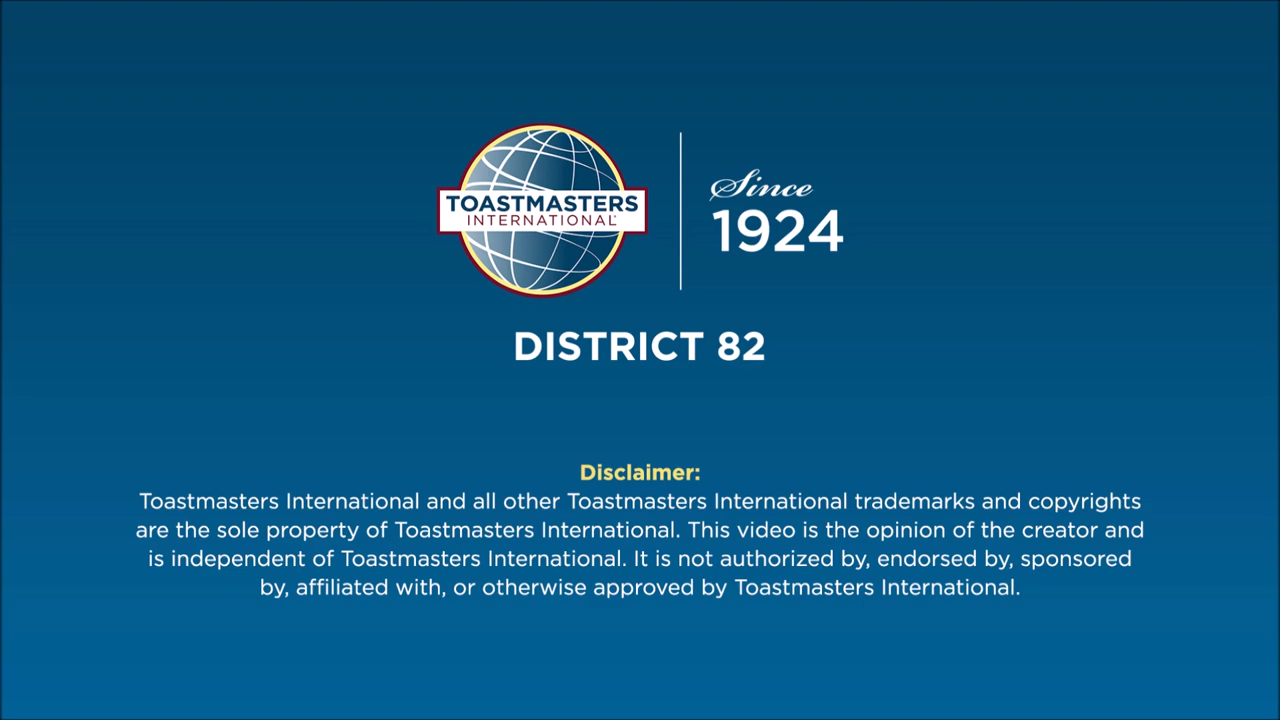 TOASTMASTERS
INTERNATIONAL
Since
1924
DISTRICT 82
Disclaimer:
Toastmasters International and all other Toastmasters International trademarks and copyrights
are the sole property of Toastmasters International. This video is the opinion of the creator and
is independent of Toastmasters International. It is not authorized by, endorsed by, sponsored
by, affiliated with, or otherwise approved by Toastmasters International.